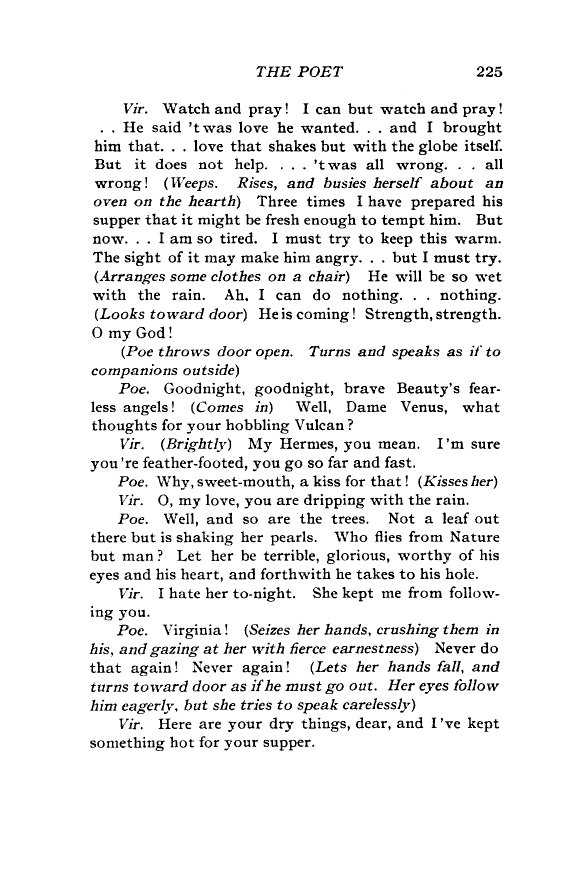 THE POET 225
Vir. Watch and pray! I can but watch and pray!
. . He said 't was love he wanted. . . and I brought
him that. . . love that shakes but with the globe itself.
But it does not help. . . . 't was all wrong. . . all
wrong! (Weeps. Rises, and busies herself about an
oven on the hearth) Three times I have prepared his
supper that it might be fresh enough to tempt him. But
now. . . I am so tired. I must try to keep this warm.
The sight of it may make him angry. . . but I must try.
(Arranges some clothes on a chair) He will be so wet
with the rain. Ah, I can do nothing. . . nothing.
(Looks toward door) He is coming! Strength, strength.
O my God!
(Poe throws door open. Turns and speaks as if to
companions outside)
Poe. Goodnight, goodnight, brave Beauty's fear-
less angels! (Comes in) Well, Dame Venus, what
thoughts for your hobbling Vulcan?
Vir. (Brightly) My Hermes, you mean. I'm sure
you're feather-footed, you go so far and fast.
Poe. Why, sweet-mouth, a kiss for that! (Kisses her)
Vir. O, my love, you are dripping with the rain.
Poe. Well, and so are the trees. Not a leaf out
there but is shaking her pearls. Who flies from Nature
but man? Let her be terrible, glorious, worthy of his
eyes and his heart, and forthwith he takes to his hole.
Vir. I hate her to-night. She kept me from follow-
ing you.
Poe. Virginia! (Seizes her hands, crushing them in
his, and gazing at her with fierce earnestness) Never do
that again! Never again! (Lets her hands fall, and
turns toward door as if he must go out. Her eyes follow
him eagerly, but she tries to speak carelessly)
Vir. Here are your dry things, dear, and I've kept
something hot for your supper.